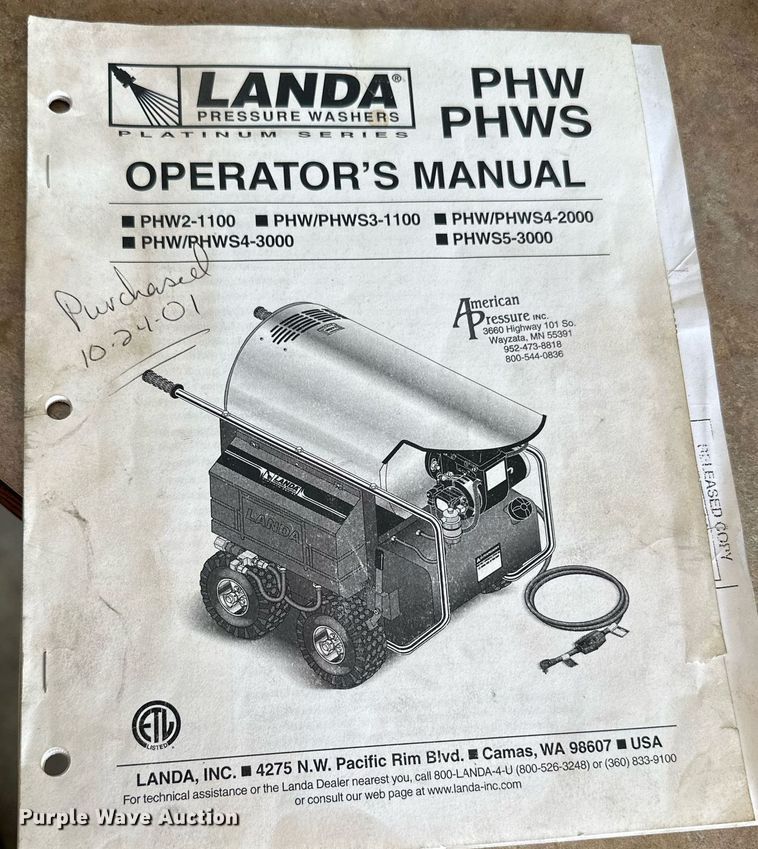 LANDA®
PRESSURE WASHERS
PLATINUM SERIES
PHW
PHWS
OPERATOR'S MANUAL
■ PHW2-1100 ■ PHW/PHWS3-1100 ■ PHW/PHWS4-2000
■ PHW/PHWS4-3000 ■ PHWS5-3000
Purchased
10-24-01
American
Pressure INC.
3660 Highway 101 So.
Wayzata, MN 55391
952-473-8818
800-544-0836
LANDA
LANDA
RELEASED COPY
ETL
LISTED
LANDA, INC. ■ 4275 N.W. Pacific Rim Blvd. ■ Camas, WA 98607 ■ USA
For technical assistance or the Landa Dealer nearest you, call 800-LANDA-4-U (800-526-3248) or (360) 833-9100
or consult our web page at www.landa-inc.com
Purple Wave Auction